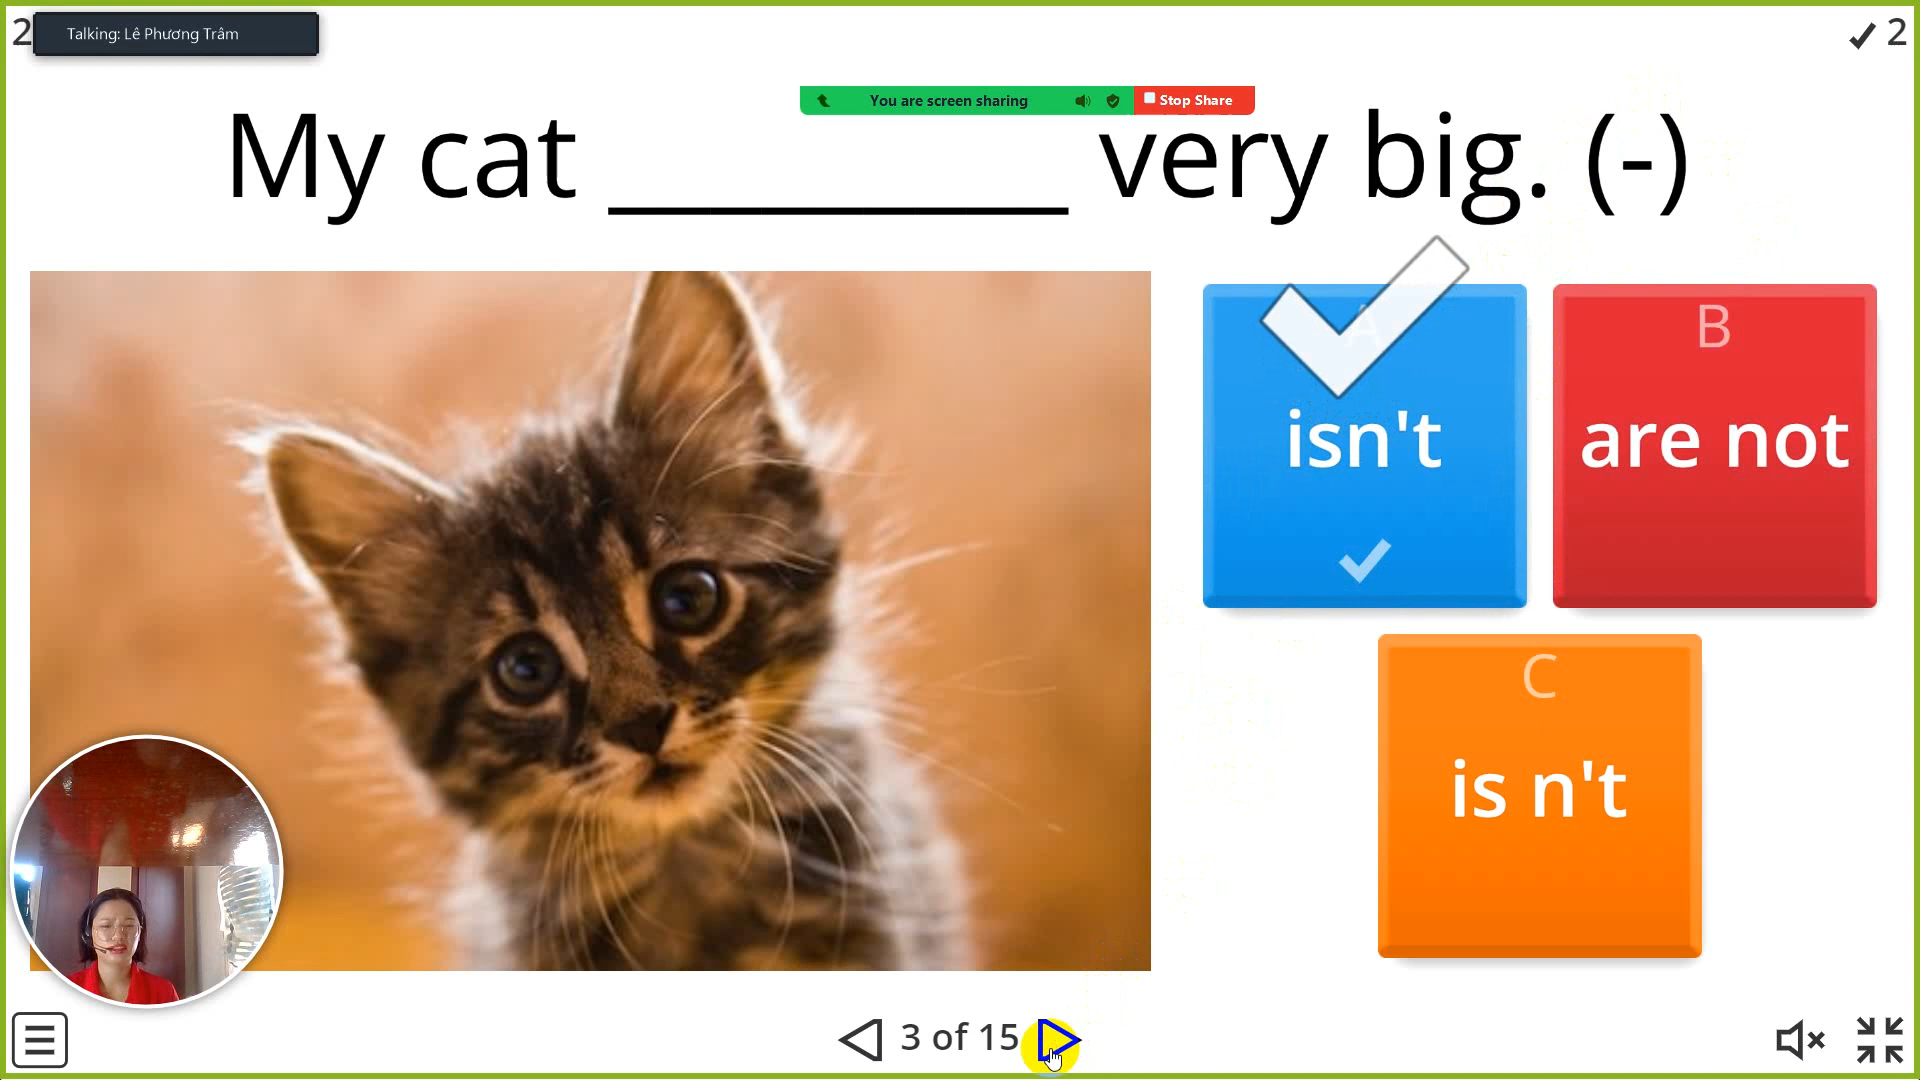 2
Talking: Lê Phương Trâm
2
You are screen sharing
Stop Share
My cat _________ very big. (-)
A
isn't
B
are not
C
is n't
3 of 15